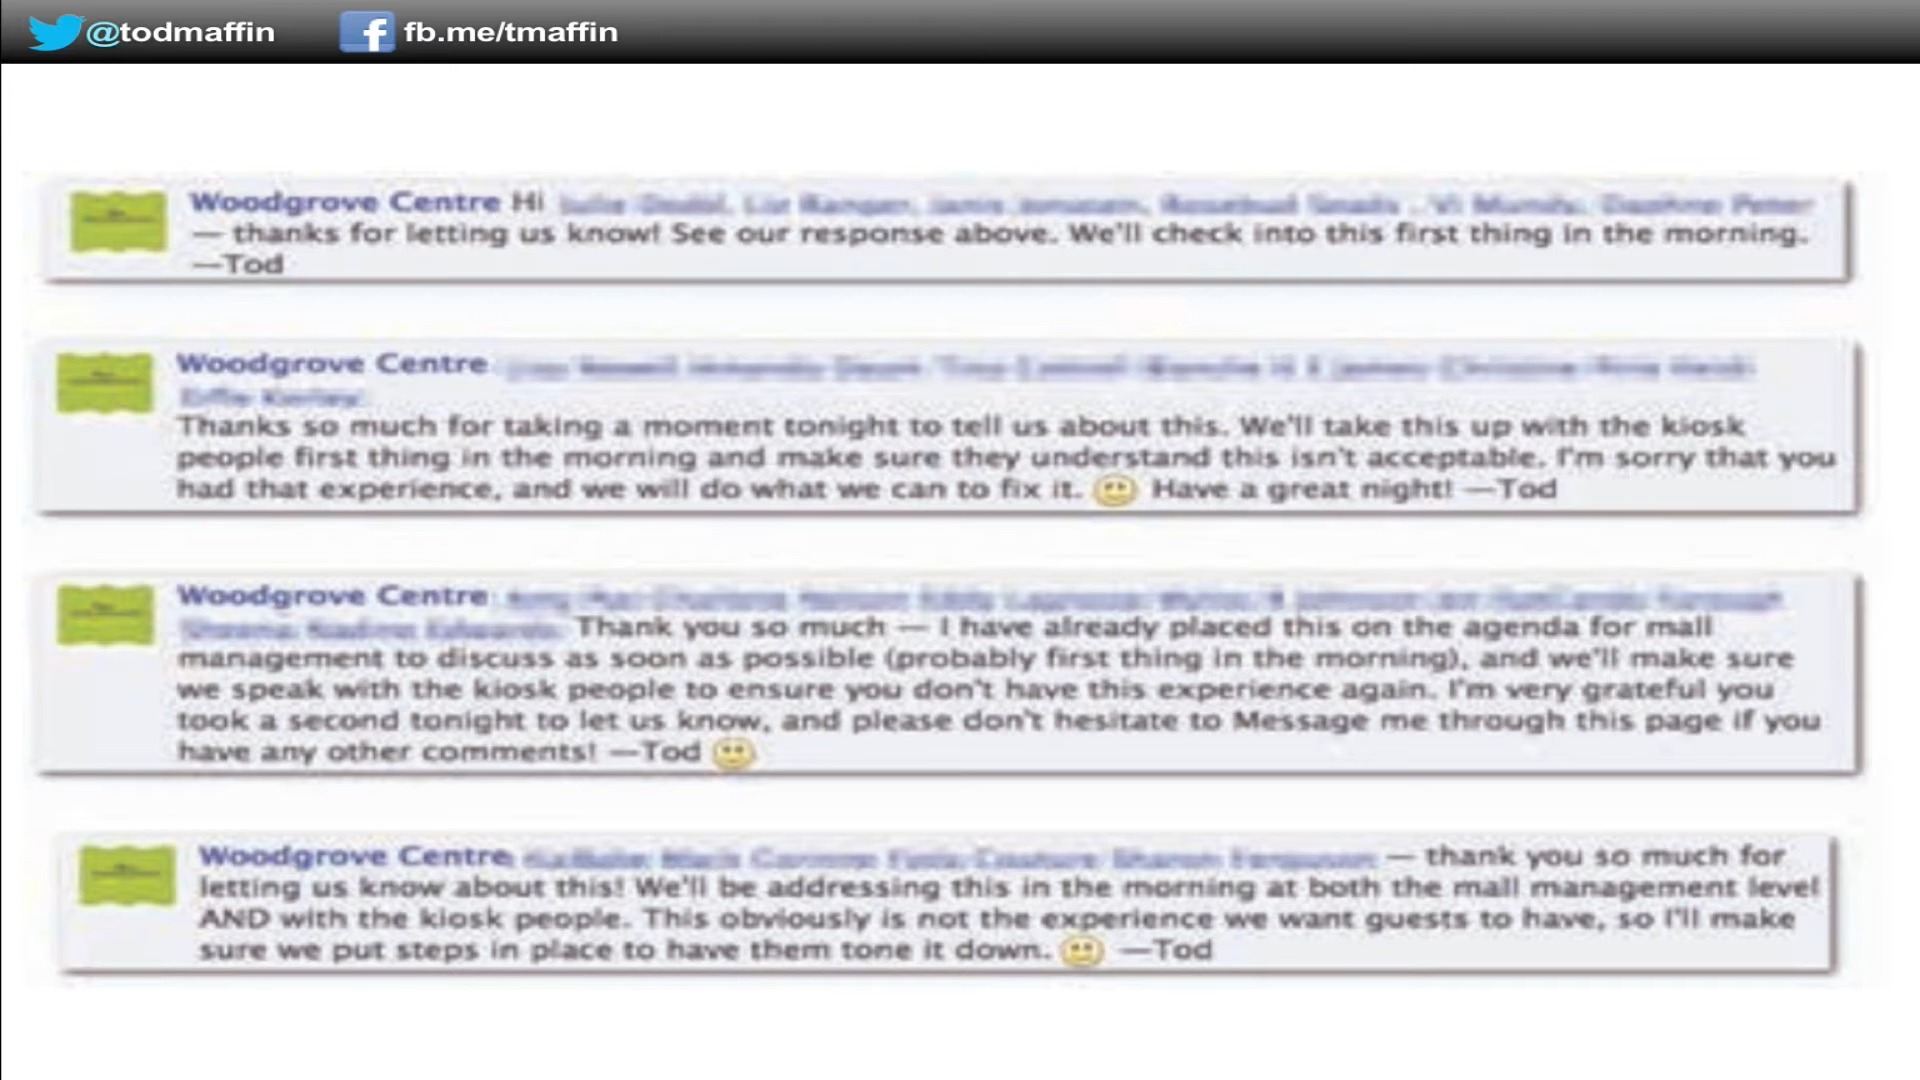 @todmaffin
fb.me/tmaffin
Woodgrove Centre Hi
— thanks for letting us know! See our response above. We'll check into this first thing in the morning.
—Tod
Woodgrove Centre
Thanks so much for taking a moment tonight to tell us about this. We'll take this up with the kiosk
people first thing in the morning and make sure they understand this isn't acceptable. I'm sorry that you
had that experience, and we will do what we can to fix it. Have a great night! —Tod
Woodgrove Centre
Thank you so much — I have already placed this on the agenda for mall
management to discuss as soon as possible (probably first thing in the morning), and we'll make sure
we speak with the kiosk people to ensure you don't have this experience again. I'm very grateful you
took a second tonight to let us know, and please don't hesitate to Message me through this page if you
have any other comments! —Tod
Woodgrove Centre — thank you so much for
letting us know about this! We'll be addressing this in the morning at both the mall management level
AND with the kiosk people. This obviously is not the experience we want guests to have, so I'll make
sure we put steps in place to have them tone it down. —Tod